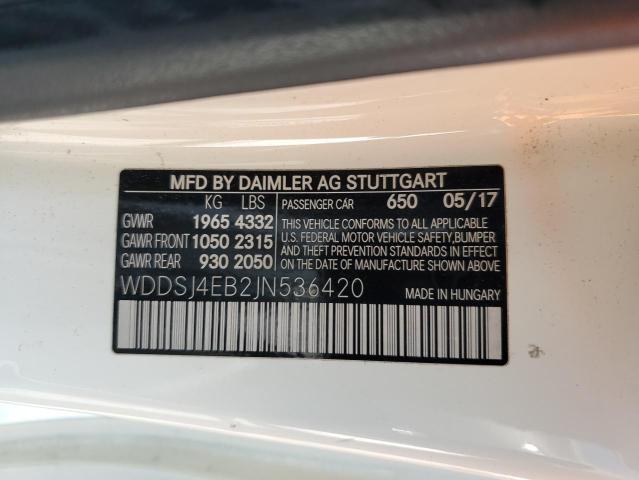 MFD BY DAIMLER AG STUTTGART
KG LBS
GVWR 1965 4332
GAWR FRONT 1050 2315
GAWR REAR 930 2050
PASSENGER CAR 650 05/17
THIS VEHICLE CONFORMS TO ALL APPLICABLE
U.S. FEDERAL MOTOR VEHICLE SAFETY, BUMPER
AND THEFT PREVENTION STANDARDS IN EFFECT
ON THE DATE OF MANUFACTURE SHOWN ABOVE.
WDDSJ4EB2JN536420
MADE IN HUNGARY